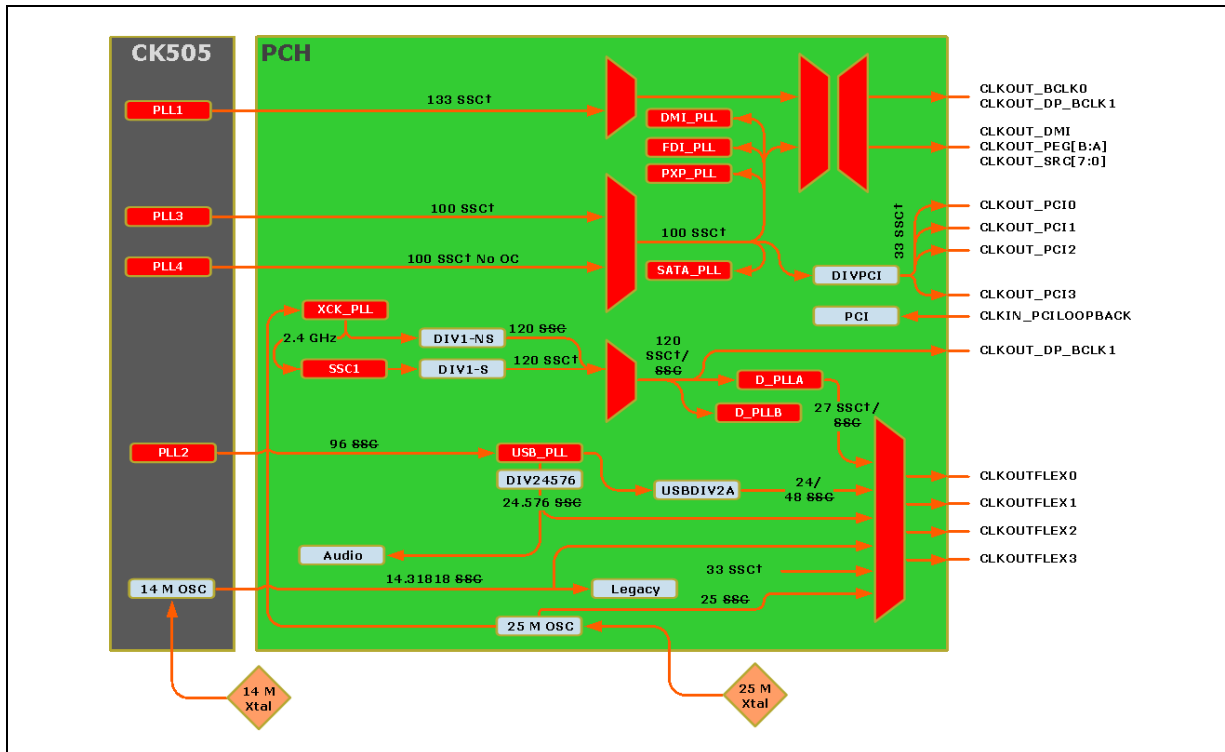 CK505
PCH
PLL1
133 SSC†
CLKOUT_BCLK0
CLKOUT_DP_BCLK1
DMI_PLL
FDI_PLL
PXP_PLL
CLKOUT_DMI
CLKOUT_PEG[B:A]
CLKOUT_SRC[7:0]
PLL3
100 SSC†
100 SSC†
33 SSC†
CLKOUT_PCI0
CLKOUT_PCI1
CLKOUT_PCI2
PLL4
100 SSC† No OC
SATA_PLL
DIVPCI
CLKOUT_PCI3
XCK_PLL
PCI
CLKIN_PCILOOPBACK
2.4 GHz
DIV1-NS
120 SSC
SSC1
DIV1-S
120 SSC†
120
SSC†/
SSC
CLKOUT_DP_BCLK1
D_PLLA
D_PLLB
27 SSC†/
SSC
PLL2
96 SSC
USB_PLL
DIV24576
24.576 SSC
USBDIV2A
24/
48 SSC
CLKOUTFLEX0
CLKOUTFLEX1
CLKOUTFLEX2
CLKOUTFLEX3
Audio
14 M OSC
14.31818 SSC
Legacy
33 SSC†
25 SSC
25 M OSC
14 M
Xtal
25 M
Xtal